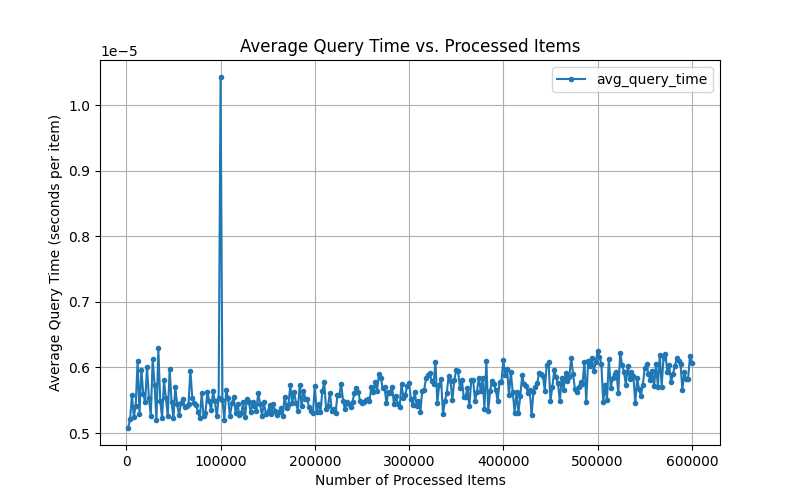 Average Query Time vs. Processed Items
1e−5
avg_query_time
1.0
0.9
0.8
0.7
0.6
0.5
Average Query Time (seconds per item)
0 100000 200000 300000 400000 500000 600000
Number of Processed Items